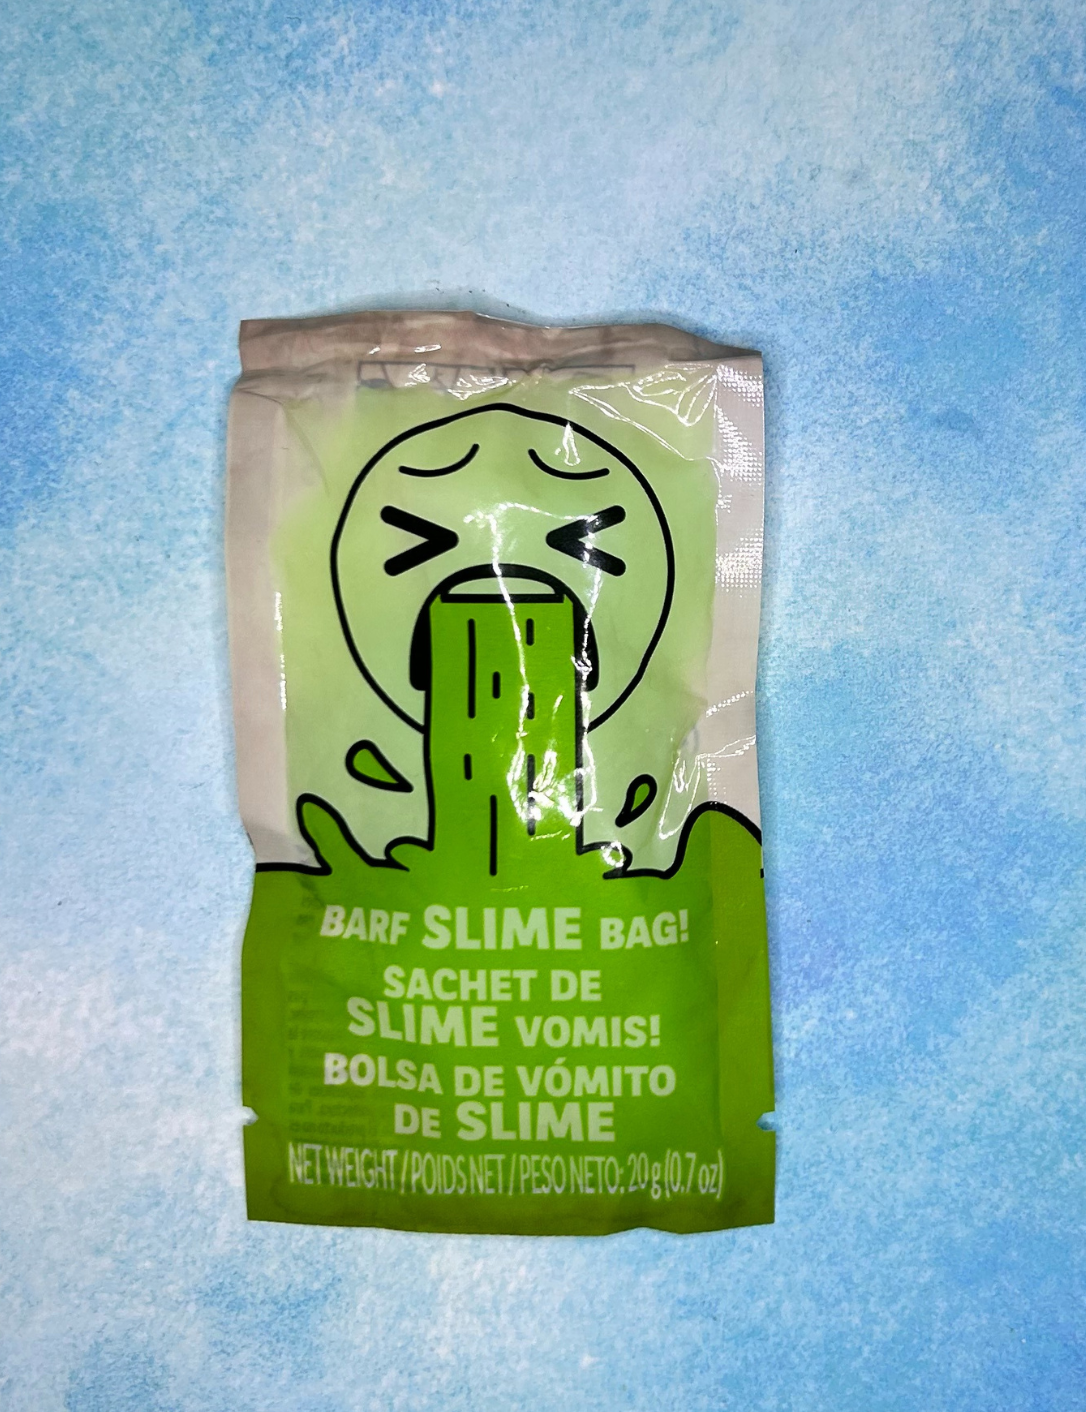 BARF SLIME BAG!
SACHET DE
SLIME VOMIS!
BOLSA DE VÓMITO
DE SLIME
NET WEIGHT / POIDS NET / PESO NETO: 20 g (0.7 oz)